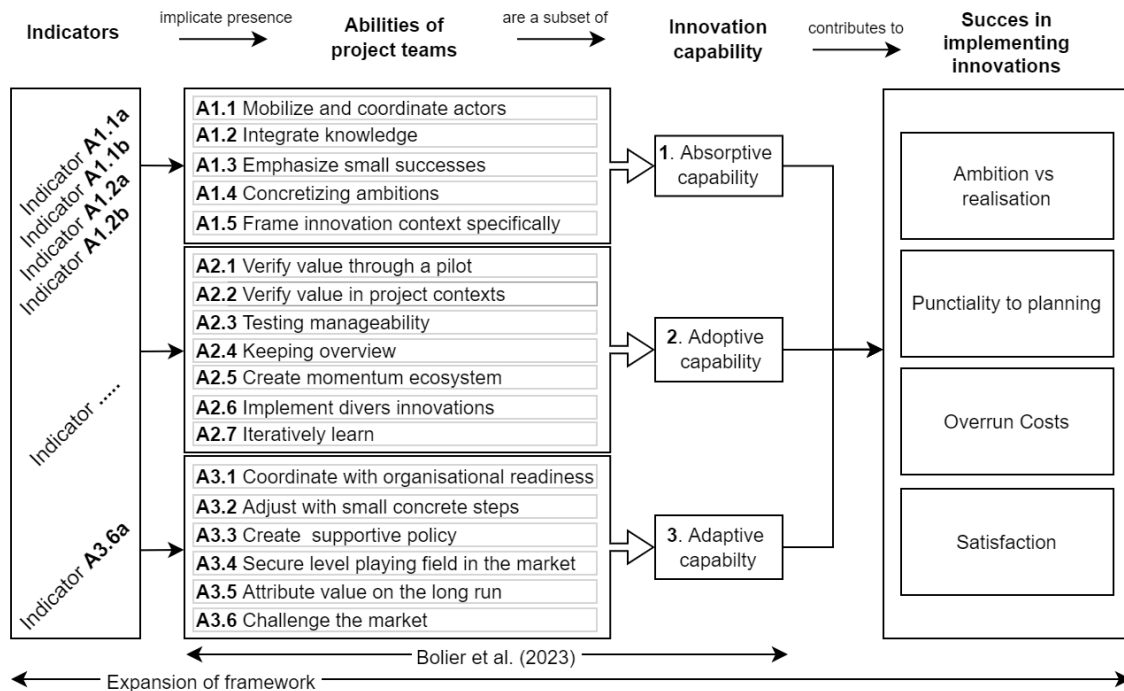 Indicators
implicate presence
Abilities of
project teams
are a subset of
Innovation
capability
contributes to
Succes in
implementing
innovations
Indicator A1.1a
Indicator A1.1b
Indicator A1.2a
Indicator A1.2b
Indicator .....
Indicator A3.6a
A1.1 Mobilize and coordinate actors
A1.2 Integrate knowledge
A1.3 Emphasize small successes
A1.4 Concretizing ambitions
A1.5 Frame innovation context specifically
A2.1 Verify value through a pilot
A2.2 Verify value in project contexts
A2.3 Testing manageability
A2.4 Keeping overview
A2.5 Create momentum ecosystem
A2.6 Implement divers innovations
A2.7 Iteratively learn
A3.1 Coordinate with organisational readiness
A3.2 Adjust with small concrete steps
A3.3 Create supportive policy
A3.4 Secure level playing field in the market
A3.5 Attribute value on the long run
A3.6 Challenge the market
1. Absorptive
capability
2. Adoptive
capability
3. Adaptive
capabilty
Ambition vs
realisation
Punctiality to planning
Overrun Costs
Satisfaction
Bolier et al. (2023)
Expansion of framework